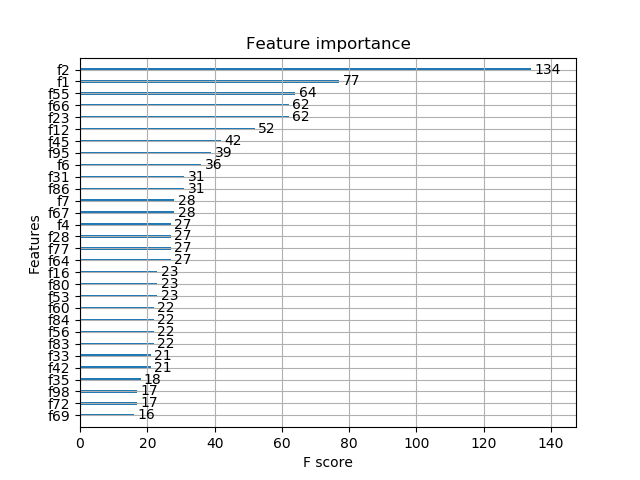 Feature importance
f2 134
f1 77
f55 64
f66 62
f23 62
f12 52
f45 42
f95 39
f6 36
f31 31
f86 31
f7 28
f67 28
f4 27
f28 27
f77 27
f64 27
f16 23
f80 23
f53 23
f60 22
f84 22
f56 22
f83 22
f33 21
f42 21
f35 18
f98 17
f72 17
f69 16
0 20 40 60 80 100 120 140
F score
Features